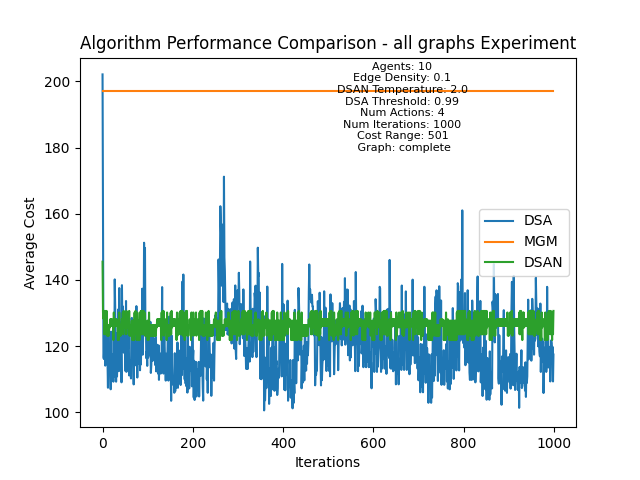 Algorithm Performance Comparison - all graphs Experiment
Agents: 10
Edge Density: 0.1
DSAN Temperature: 2.0
DSA Threshold: 0.99
Num Actions: 4
Num Iterations: 1000
Cost Range: 501
Graph: complete
DSA
MGM
DSAN
Average Cost
200
180
160
140
120
100
0 200 400 600 800 1000
Iterations